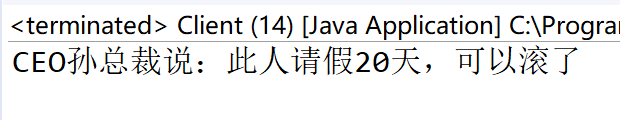 <terminated> Client (14) [Java Application] C:\Progra
CEO孙总裁说：此人请假20天，可以滚了